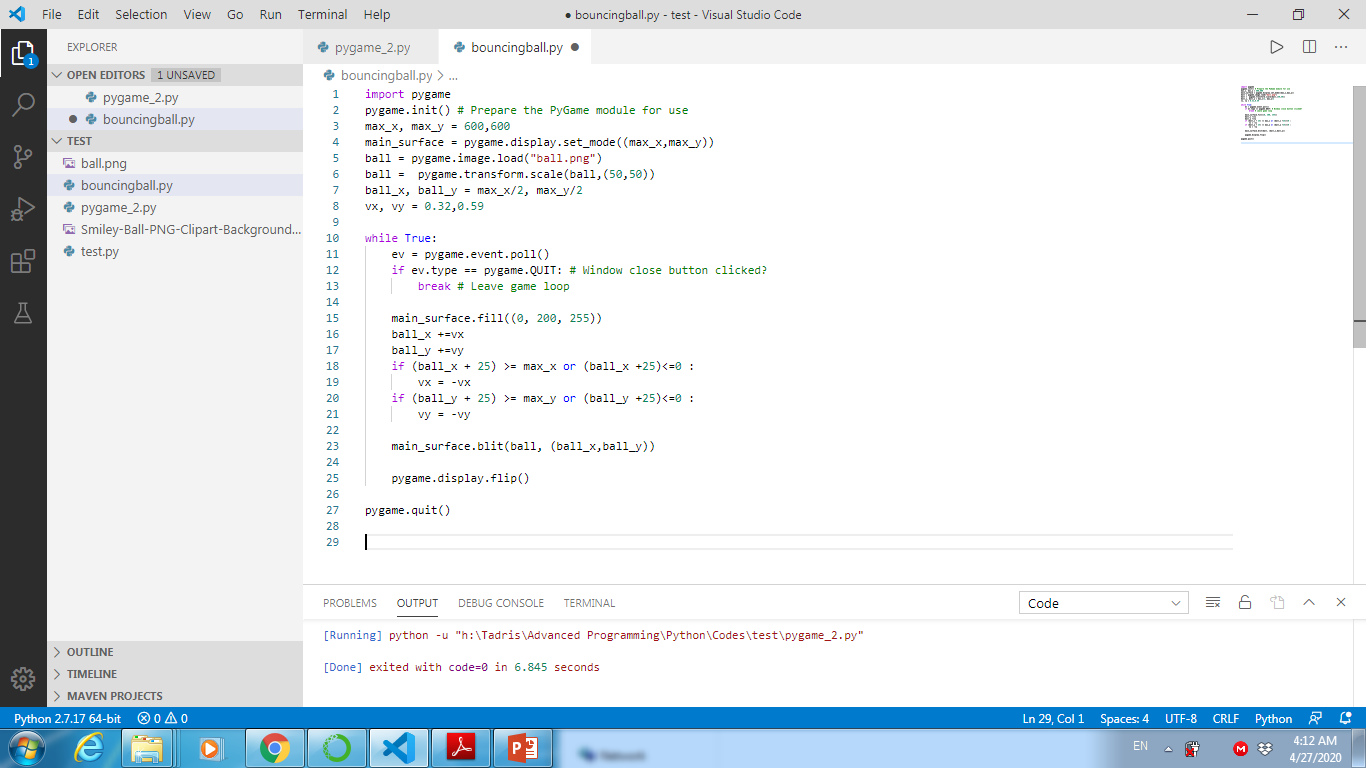 File Edit Selection View Go Run Terminal Help ● bouncingball.py - test - Visual Studio Code
EXPLORER
OPEN EDITORS 1 UNSAVED
pygame_2.py
● bouncingball.py
TEST
ball.png
bouncingball.py
pygame_2.py
Smiley-Ball-PNG-Clipart-Background...
test.py
OUTLINE
TIMELINE
MAVEN PROJECTS
1
pygame_2.py bouncingball.py ●
bouncingball.py > ...
1 import pygame
2 pygame.init() # Prepare the PyGame module for use
3 max_x, max_y = 600,600
4 main_surface = pygame.display.set_mode((max_x,max_y))
5 ball = pygame.image.load("ball.png")
6 ball =  pygame.transform.scale(ball,(50,50))
7 ball_x, ball_y = max_x/2, max_y/2
8 vx, vy = 0.32,0.59
9
10 while True:
11     ev = pygame.event.poll()
12     if ev.type == pygame.QUIT: # Window close button clicked?
13         break # Leave game loop
14
15     main_surface.fill((0, 200, 255))
16     ball_x +=vx
17     ball_y +=vy
18     if (ball_x + 25) >= max_x or (ball_x +25)<=0 :
19         vx = -vx
20     if (ball_y + 25) >= max_y or (ball_y +25)<=0 :
21         vy = -vy
22
23     main_surface.blit(ball, (ball_x,ball_y))
24
25     pygame.display.flip()
26
27 pygame.quit()
28
29
PROBLEMS OUTPUT DEBUG CONSOLE TERMINAL Code
[Running] python -u "h:\Tadris\Advanced Programming\Python\Codes\test\pygame_2.py"
[Done] exited with code=0 in 6.845 seconds
Python 2.7.17 64-bit 0 0 Ln 29, Col 1 Spaces: 4 UTF-8 CRLF Python
EN 4:12 AM
4/27/2020